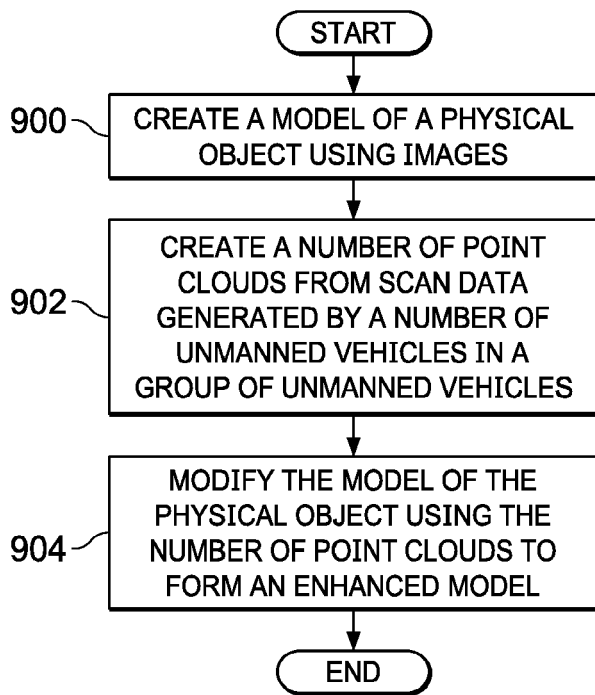 START
900
CREATE A MODEL OF A PHYSICAL
OBJECT USING IMAGES
902
CREATE A NUMBER OF POINT
CLOUDS FROM SCAN DATA
GENERATED BY A NUMBER OF
UNMANNED VEHICLES IN A
GROUP OF UNMANNED VEHICLES
904
MODIFY THE MODEL OF THE
PHYSICAL OBJECT USING THE
NUMBER OF POINT CLOUDS TO
FORM AN ENHANCED MODEL
END